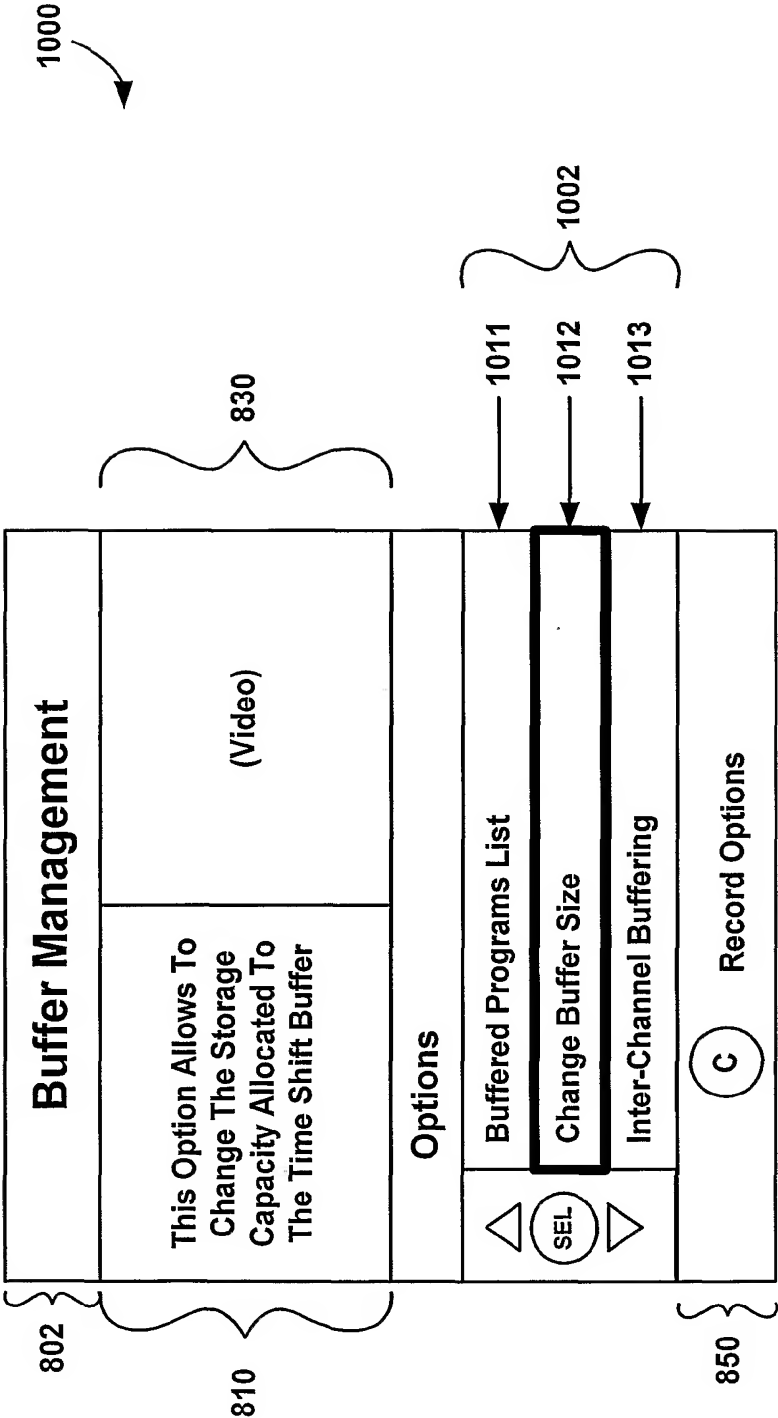 1000
802
Buffer Management
810
This Option Allows To
Change The Storage
Capacity Allocated To
The Time Shift Buffer
(Video)
830
Options
SEL
Buffered Programs List
1011
Change Buffer Size
1012
Inter-Channel Buffering
1013
1002
850
C
Record Options